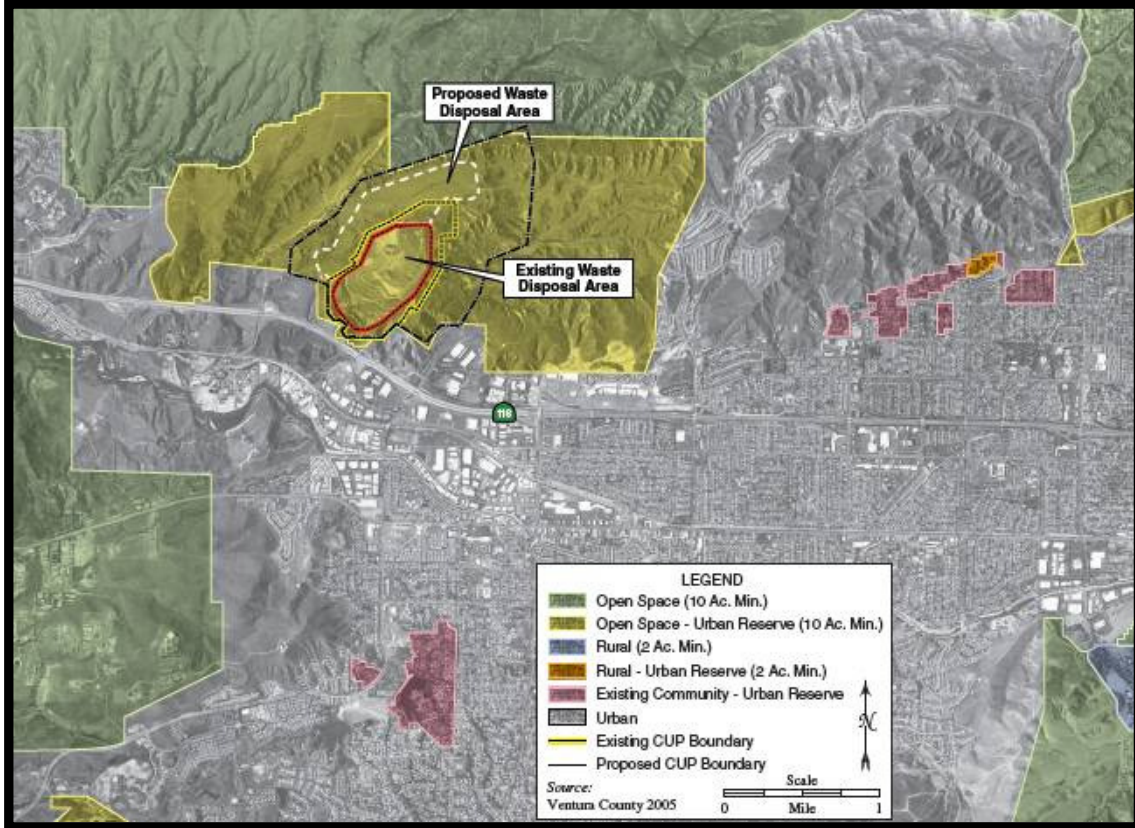 Proposed Waste
Disposal Area
Existing Waste
Disposal Area
118
LEGEND
Open Space (10 Ac. Min.)
Open Space - Urban Reserve (10 Ac. Min.)
Rural (2 Ac. Min.)
Rural - Urban Reserve (2 Ac. Min.)
Existing Community - Urban Reserve
Urban
Existing CUP Boundary
Proposed CUP Boundary
N
Source:
Ventura County 2005
Scale
0 Mile 1